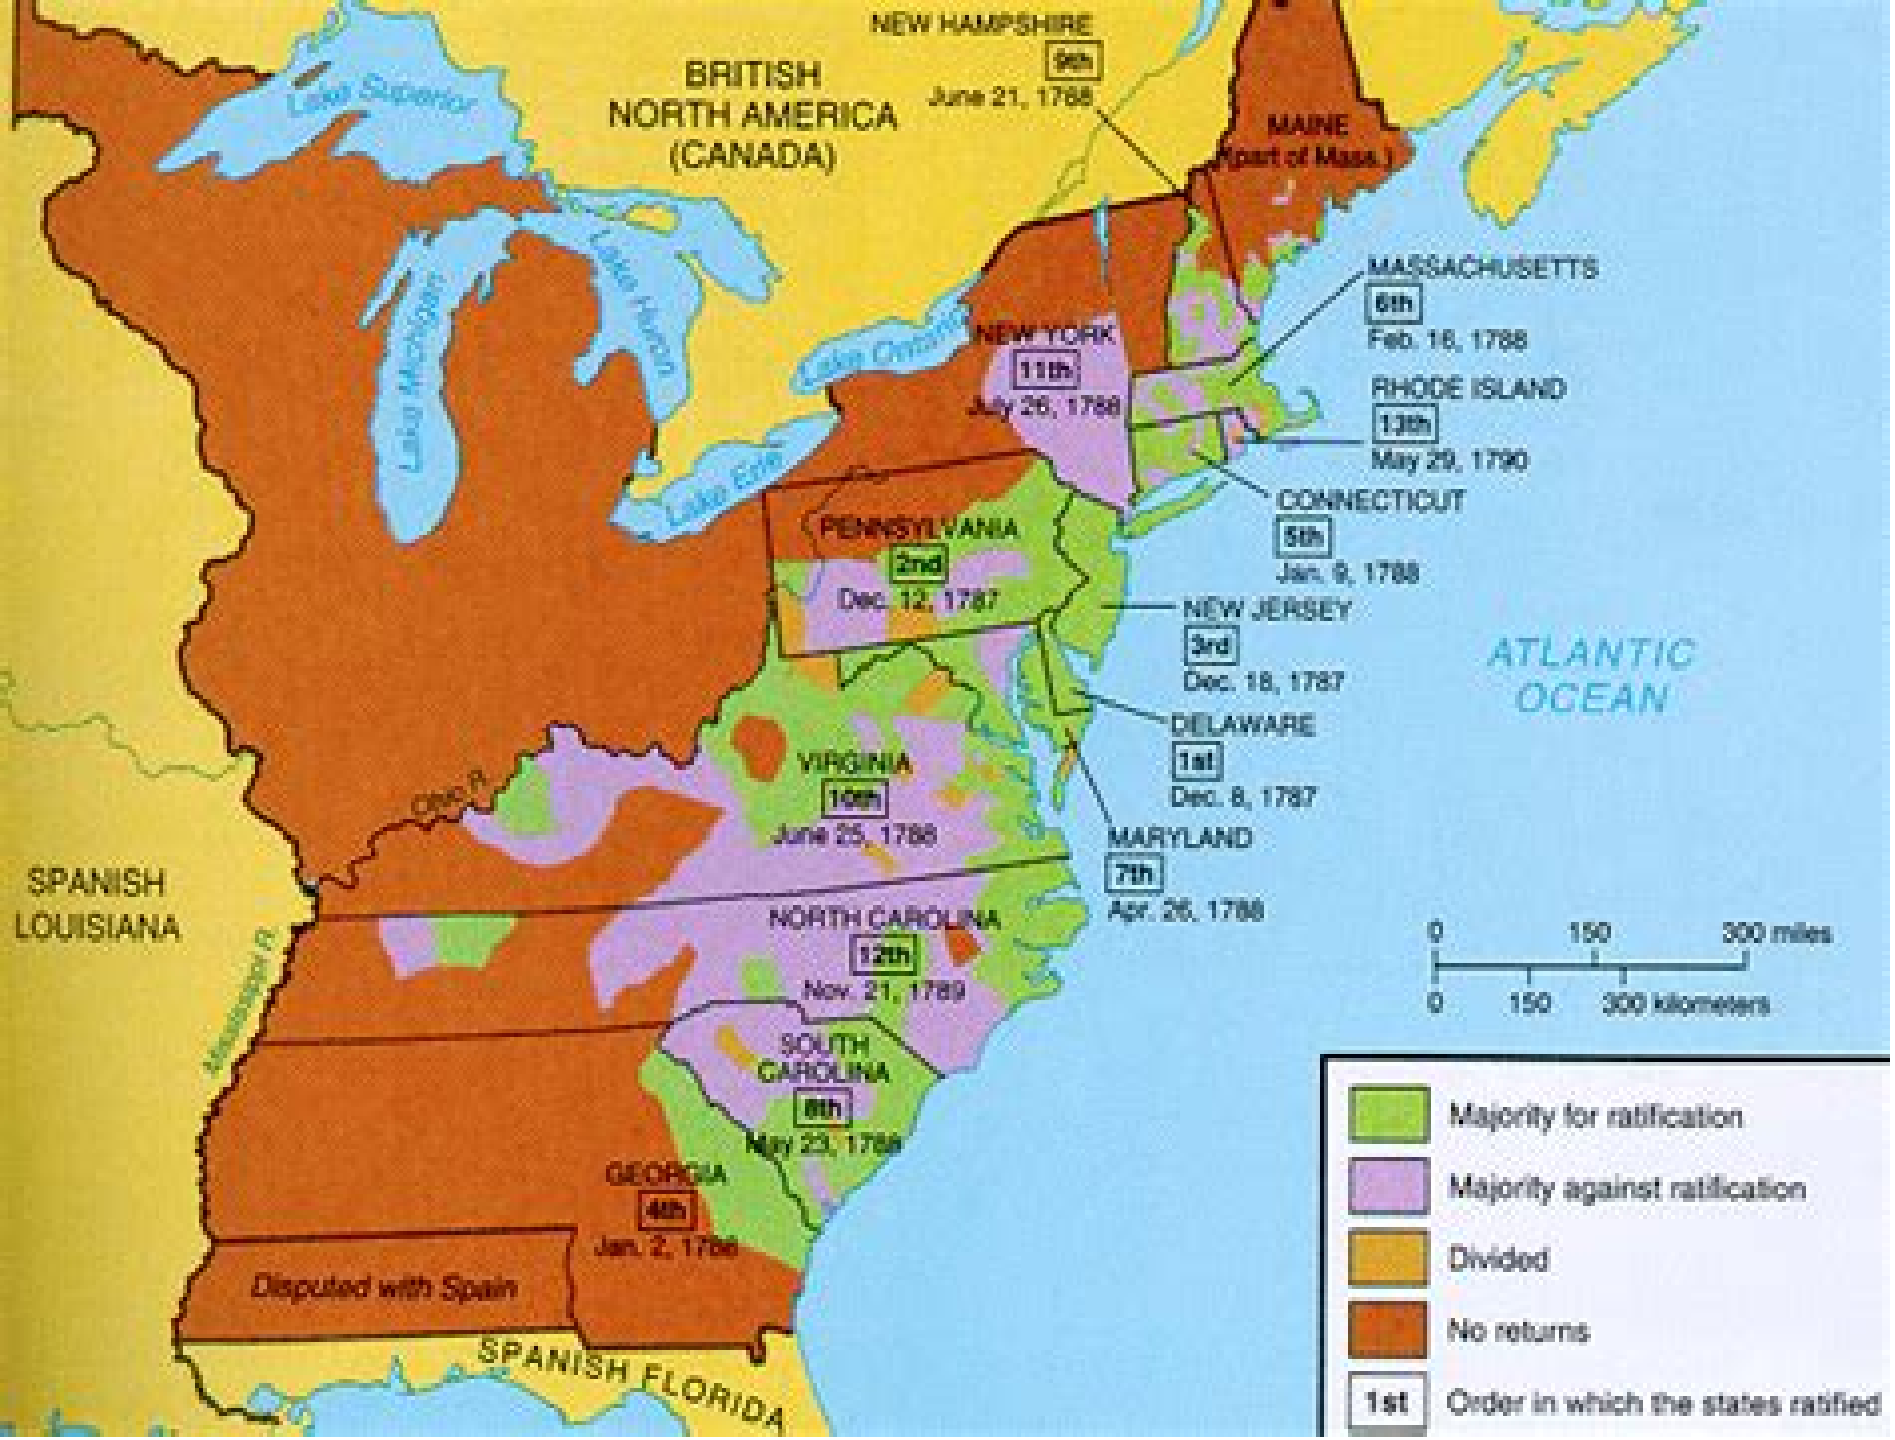 NEW HAMPSHIRE
9th
June 21, 1788
BRITISH
NORTH AMERICA
(CANADA)
Lake Superior
MAINE
(part of Mass.)
Lake Huron
Lake Michigan
Lake Ontario
Lake Erie
MASSACHUSETTS
6th
Feb. 16, 1788
NEW YORK
11th
July 26, 1788
RHODE ISLAND
13th
May 29, 1790
CONNECTICUT
5th
Jan. 9, 1788
PENNSYLVANIA
2nd
Dec. 12, 1787
NEW JERSEY
3rd
Dec. 18, 1787
ATLANTIC
OCEAN
DELAWARE
1st
Dec. 8, 1787
VIRGINIA
10th
June 25, 1788
Ohio R.
MARYLAND
7th
Apr. 26, 1788
SPANISH
LOUISIANA
Mississippi R.
NORTH CAROLINA
12th
Nov. 21, 1789
0 150 300 miles
0 150 300 kilometers
SOUTH
CAROLINA
8th
May 23, 1788
GEORGIA
4th
Jan. 2, 1788
Disputed with Spain
SPANISH FLORIDA
Majority for ratification
Majority against ratification
Divided
No returns
1st Order in which the states ratified